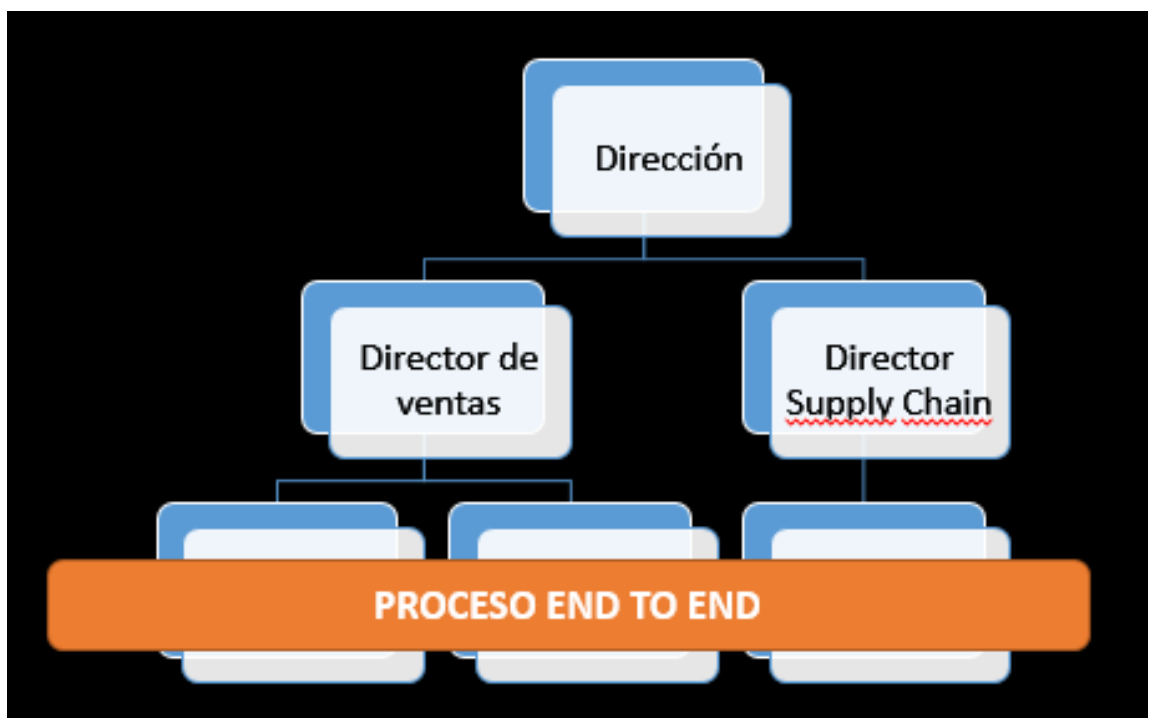 Dirección
Director de
ventas
Director
Supply Chain
PROCESO END TO END